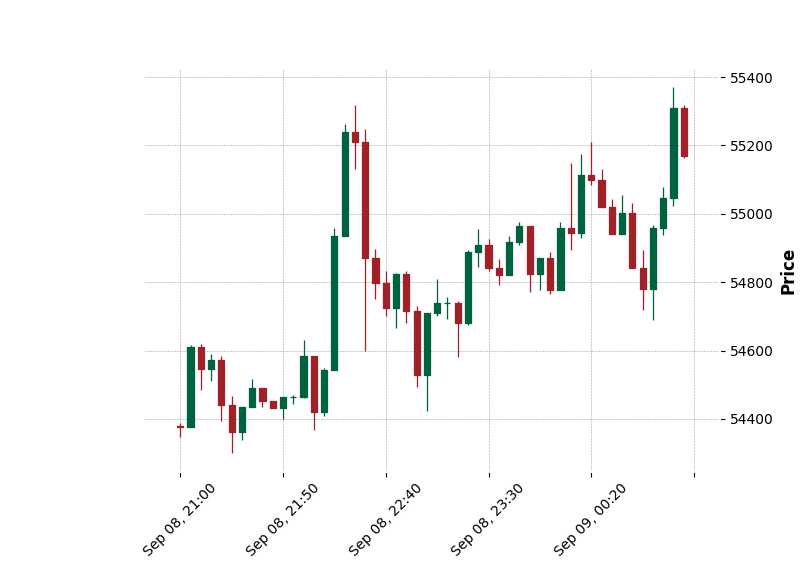 55400
55200
55000
54800
54600
54400
Price
Sep 08, 21:00
Sep 08, 21:50
Sep 08, 22:40
Sep 08, 23:30
Sep 09, 00:20